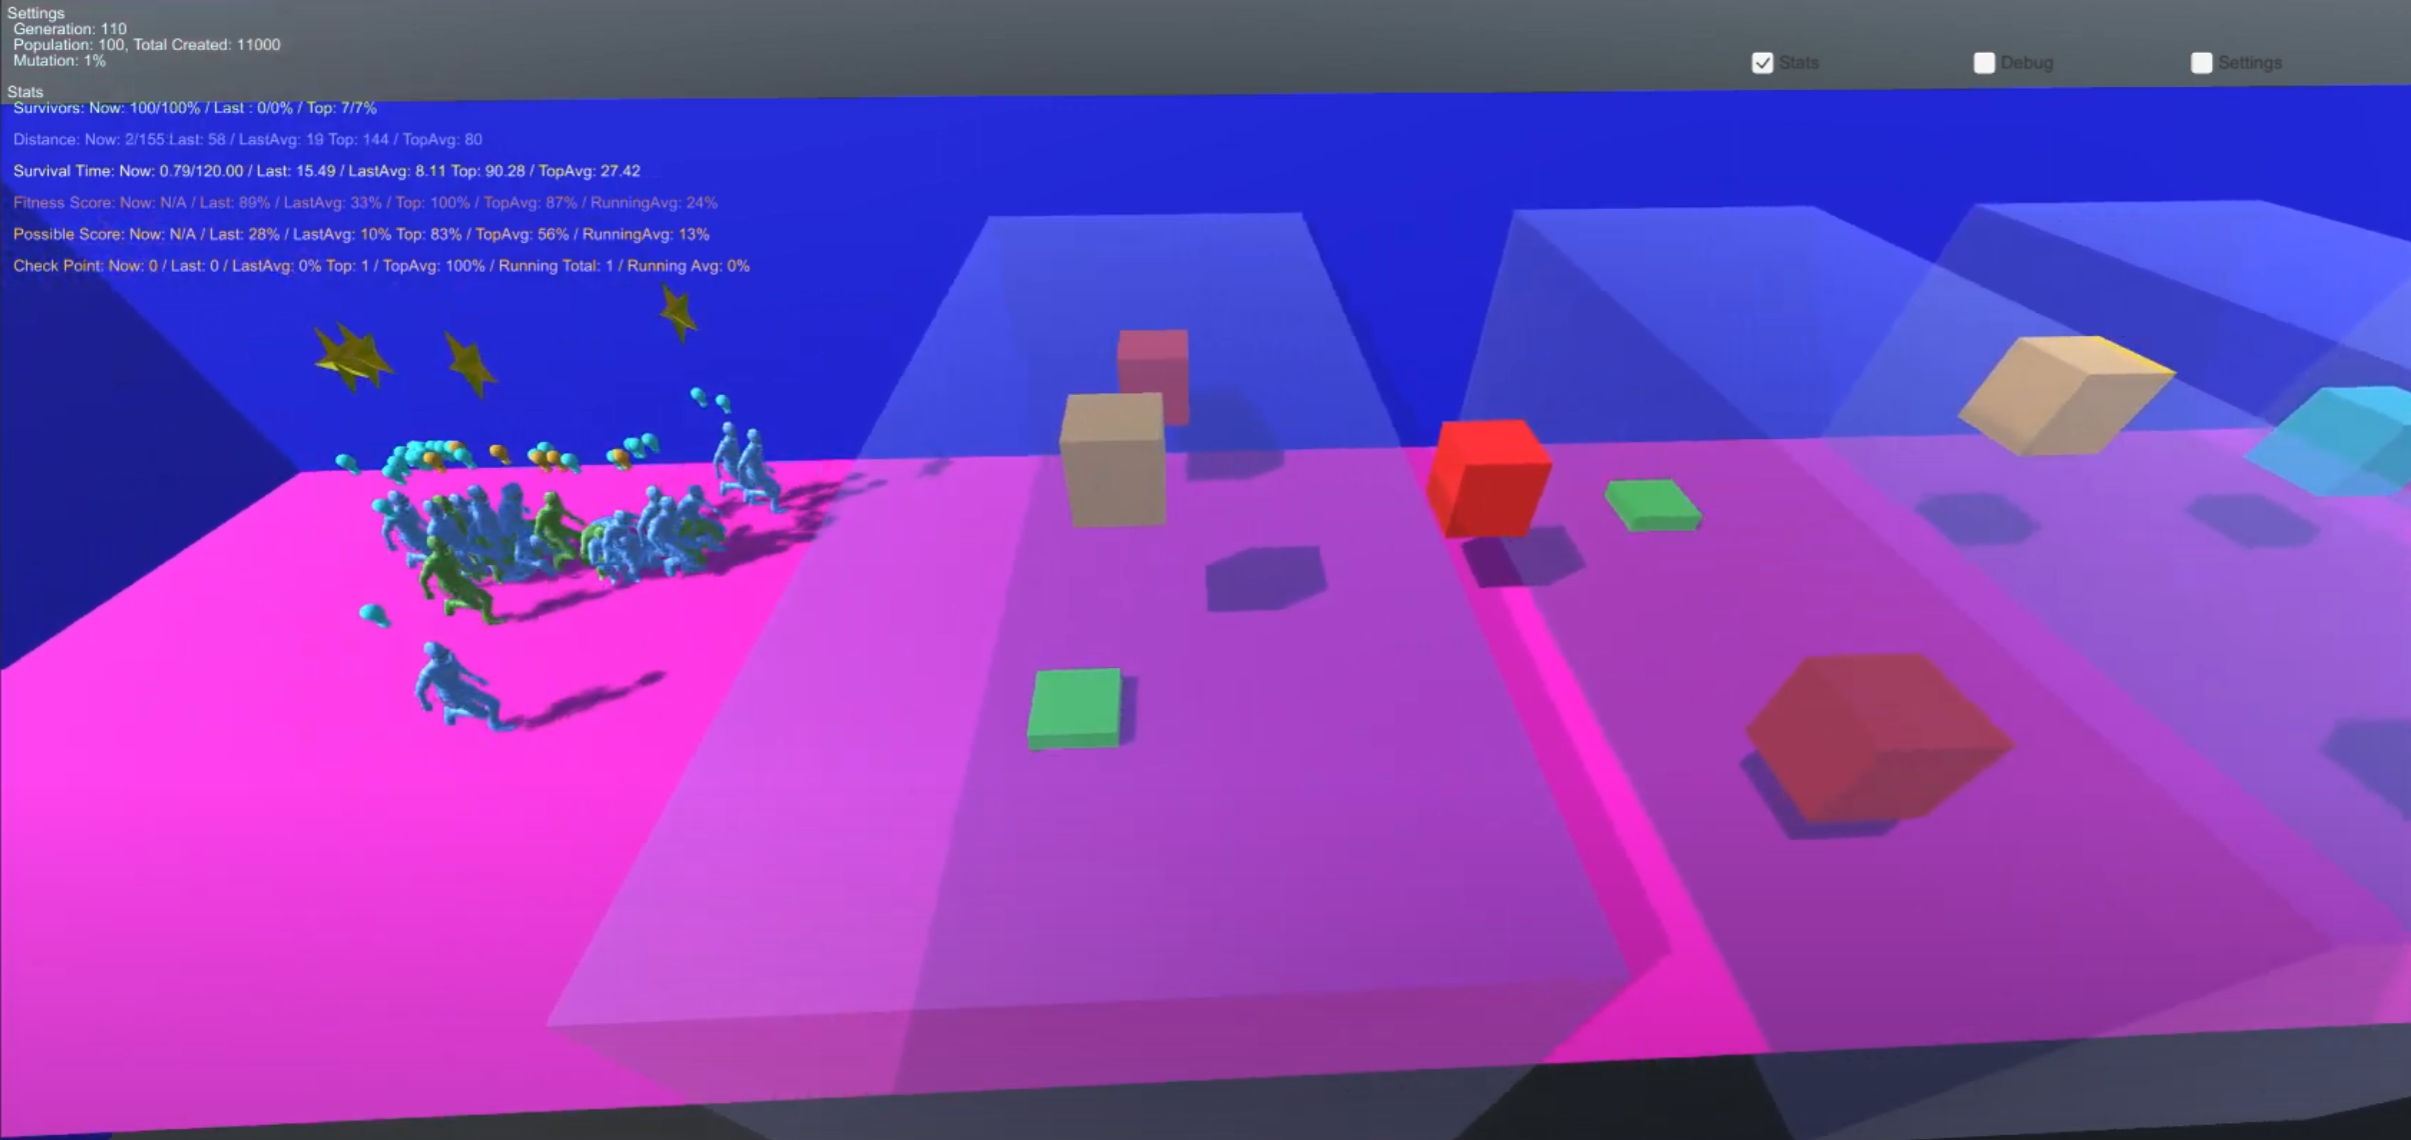 Settings
Generation: 110
Population: 100, Total Created: 11000
Mutation: 1%
Stats
Debug
Settings
Stats
Survivors: Now: 100/100% / Last : 0/0% / Top: 7/7%
Distance: Now: 2/155 Last: 58 / LastAvg: 19 Top: 144 / TopAvg: 80
Survival Time: Now: 0.79/120.00 / Last: 15.49 / LastAvg: 8.11 Top: 90.28 / TopAvg: 27.42
Fitness Score: Now: N/A / Last: 89% / LastAvg: 33% / Top: 100% / TopAvg: 87% / RunningAvg: 24%
Possible Score: Now: N/A / Last: 28% / LastAvg: 10% Top: 83% / TopAvg: 56% / RunningAvg: 13%
Check Point: Now: 0 / Last: 0 / LastAvg: 0% Top: 1 / TopAvg: 100% / Running Total: 1 / Running Avg: 0%